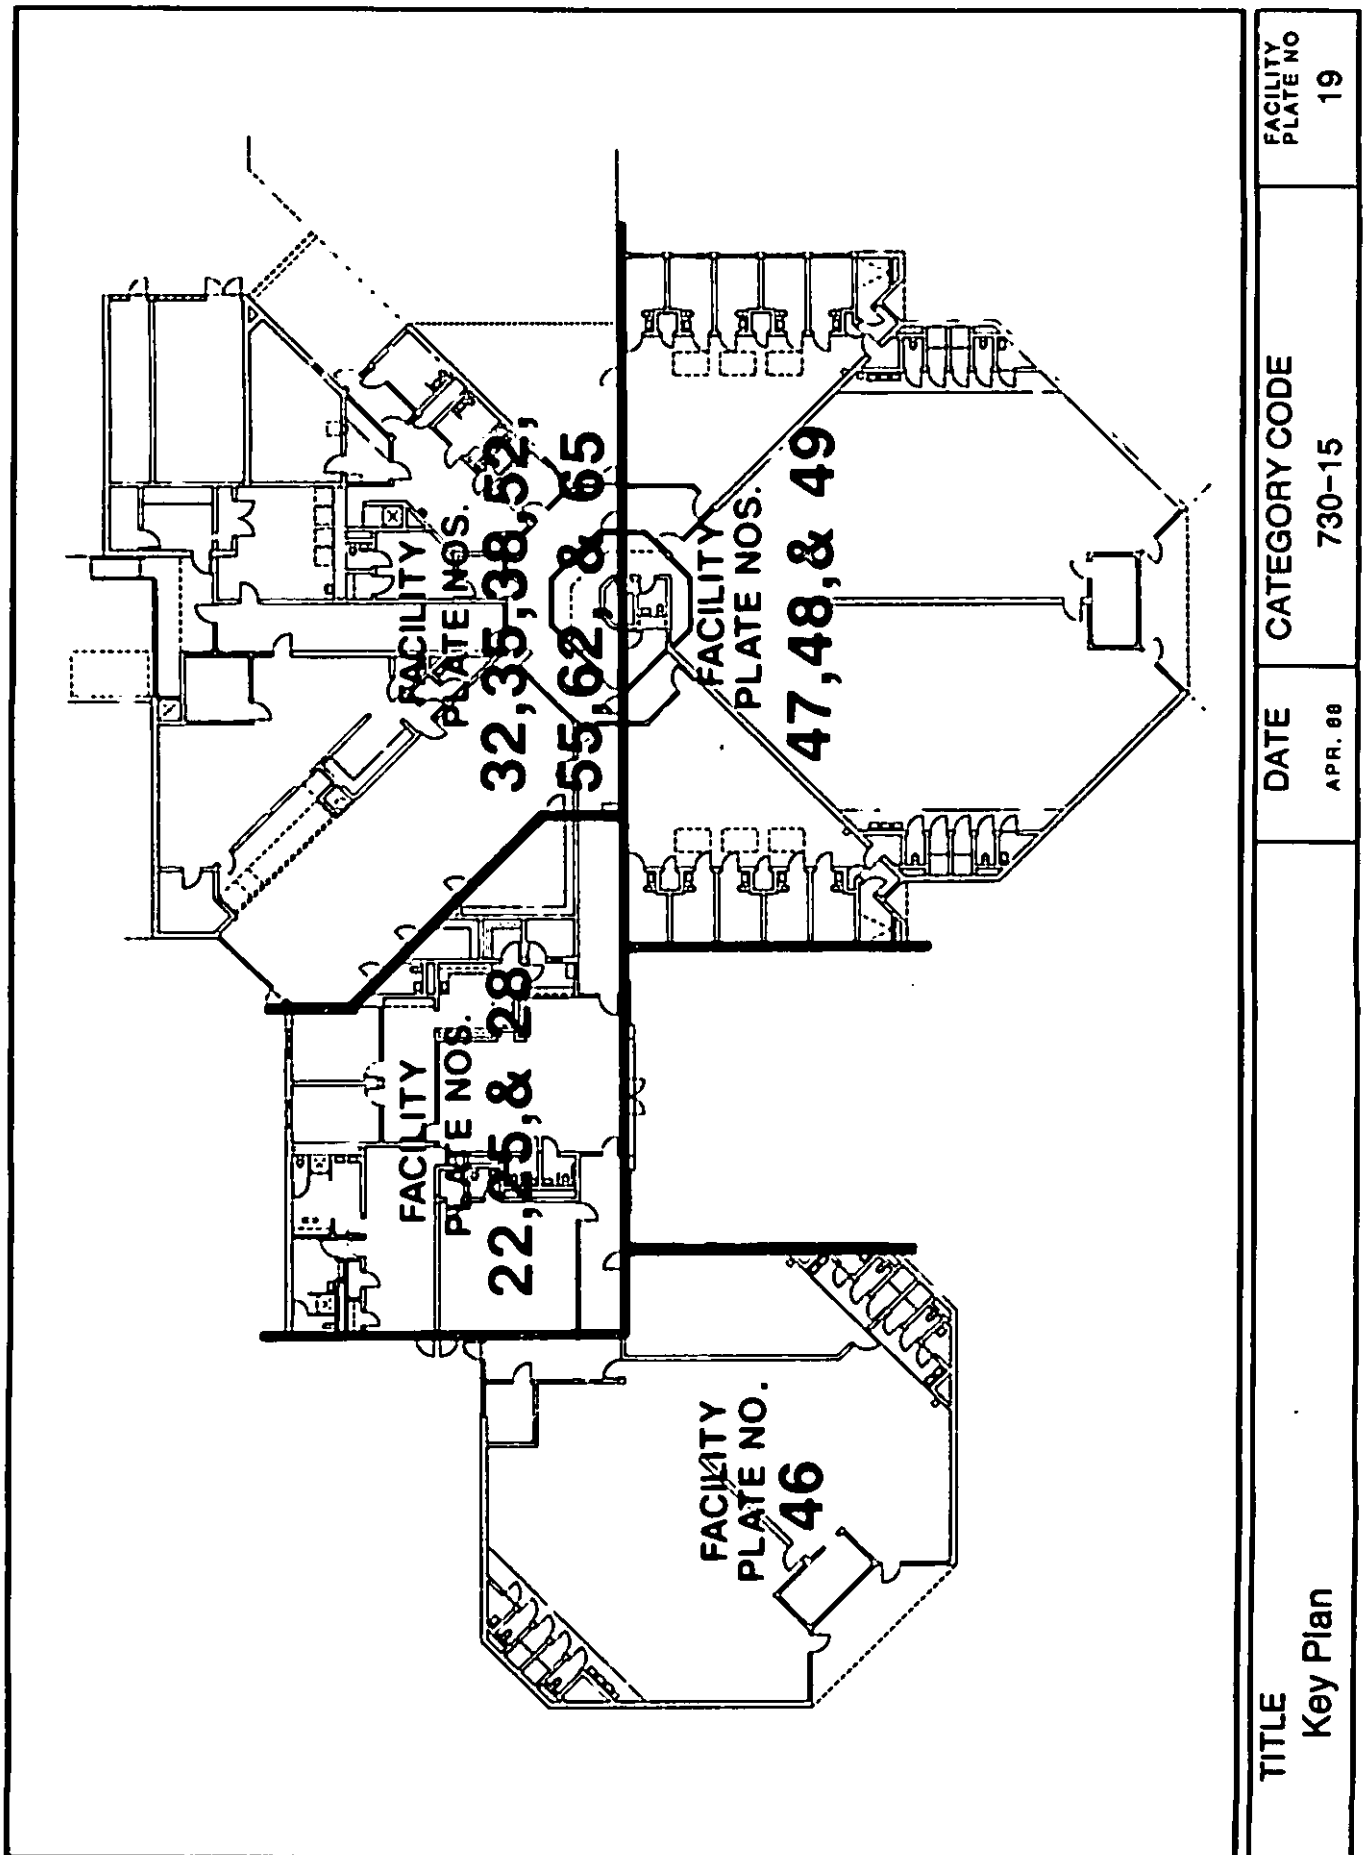 FACILITY
PLATE NOS.
32,35,38,52,
55,62,& 65
FACILITY
PLATE NOS.
22,25,& 28
FACILITY
PLATE NOS.
47,48,& 49
FACILITY
PLATE NO.
46
TITLE
Key Plan
DATE
APR. 88
CATEGORY CODE
730-15
FACILITY
PLATE NO
19